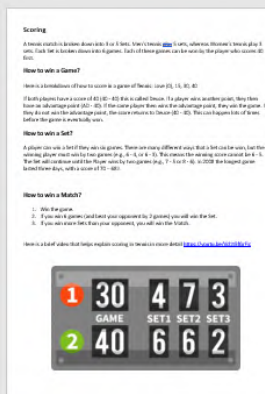 Scoring
A tennis match is broken down into 3 or 5 Sets. Men's tennis play 5 sets, whereas Women's tennis play 3
sets. Each Set is broken down into 6 games. Each of these games can be won by the player who scores 40
first.
How to win a Game?
Here is a breakdown of how to score in a game of Tennis: Love (0), 15, 30, 40
If both players have a score of 40 (40 - 40) this is called Deuce. If a player wins another point, they then
have an advantage point (AD - 40). If the same player then wins the advantage point, they win the game. If
they do not win the advantage point, the score returns to Deuce (40 - 40). This can happen lots of times
before the game is eventually won.
How to win a Set?
A player can win a Set if they win six games. There are many different ways that a Set can be won, but the
winning player must win by two games (e.g., 6 - 4, or 6 - 0). This means the winning score cannot be 6 - 5.
The Set will continue until the Player wins by two games (e.g., 7 - 5 or
lasted three days, with a score of 70 - 68!
How to win a Match?
1. Win the game.
2. If you win 6 games (and beat your opponent by 2 games) you will win the Set.
3. If you win more Sets than your opponent, you will win the Match.
Here is a brief video that helps explain scoring in tennis in more detail
1 30 4 7 3
GAME SET1 SET2 SET3
2 40 6 6 2